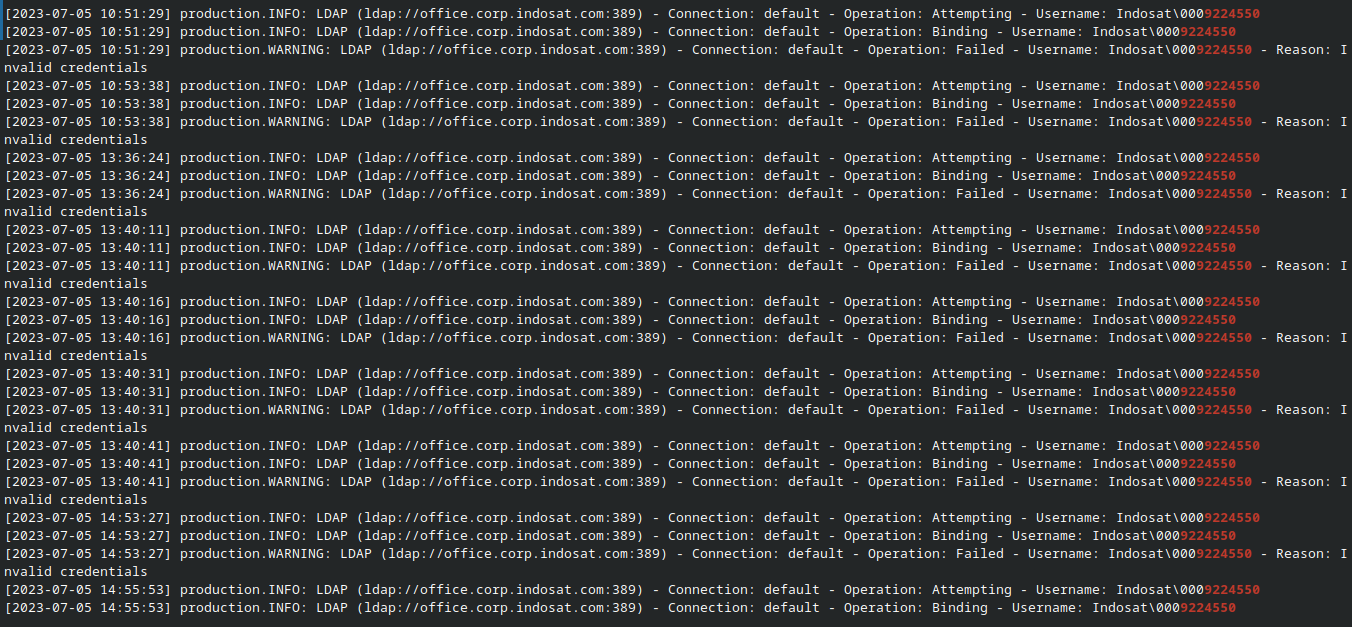 [2023-07-05 10:51:29] production.INFO: LDAP (ldap://office.corp.indosat.com:389) - Connection: default - Operation: Attempting - Username: Indosat\0009224550
[2023-07-05 10:51:29] production.INFO: LDAP (ldap://office.corp.indosat.com:389) - Connection: default - Operation: Binding - Username: Indosat\0009224550
[2023-07-05 10:51:29] production.WARNING: LDAP (ldap://office.corp.indosat.com:389) - Connection: default - Operation: Failed - Username: Indosat\0009224550 - Reason: I
nvalid credentials
[2023-07-05 10:53:38] production.INFO: LDAP (ldap://office.corp.indosat.com:389) - Connection: default - Operation: Attempting - Username: Indosat\0009224550
[2023-07-05 10:53:38] production.INFO: LDAP (ldap://office.corp.indosat.com:389) - Connection: default - Operation: Binding - Username: Indosat\0009224550
[2023-07-05 10:53:38] production.WARNING: LDAP (ldap://office.corp.indosat.com:389) - Connection: default - Operation: Failed - Username: Indosat\0009224550 - Reason: I
nvalid credentials
[2023-07-05 13:36:24] production.INFO: LDAP (ldap://office.corp.indosat.com:389) - Connection: default - Operation: Attempting - Username: Indosat\0009224550
[2023-07-05 13:36:24] production.INFO: LDAP (ldap://office.corp.indosat.com:389) - Connection: default - Operation: Binding - Username: Indosat\0009224550
[2023-07-05 13:36:24] production.WARNING: LDAP (ldap://office.corp.indosat.com:389) - Connection: default - Operation: Failed - Username: Indosat\0009224550 - Reason: I
nvalid credentials
[2023-07-05 13:40:11] production.INFO: LDAP (ldap://office.corp.indosat.com:389) - Connection: default - Operation: Attempting - Username: Indosat\0009224550
[2023-07-05 13:40:11] production.INFO: LDAP (ldap://office.corp.indosat.com:389) - Connection: default - Operation: Binding - Username: Indosat\0009224550
[2023-07-05 13:40:11] production.WARNING: LDAP (ldap://office.corp.indosat.com:389) - Connection: default - Operation: Failed - Username: Indosat\0009224550 - Reason: I
nvalid credentials
[2023-07-05 13:40:16] production.INFO: LDAP (ldap://office.corp.indosat.com:389) - Connection: default - Operation: Attempting - Username: Indosat\0009224550
[2023-07-05 13:40:16] production.INFO: LDAP (ldap://office.corp.indosat.com:389) - Connection: default - Operation: Binding - Username: Indosat\0009224550
[2023-07-05 13:40:16] production.WARNING: LDAP (ldap://office.corp.indosat.com:389) - Connection: default - Operation: Failed - Username: Indosat\0009224550 - Reason: I
nvalid credentials
[2023-07-05 13:40:31] production.INFO: LDAP (ldap://office.corp.indosat.com:389) - Connection: default - Operation: Attempting - Username: Indosat\0009224550
[2023-07-05 13:40:31] production.INFO: LDAP (ldap://office.corp.indosat.com:389) - Connection: default - Operation: Binding - Username: Indosat\0009224550
[2023-07-05 13:40:31] production.WARNING: LDAP (ldap://office.corp.indosat.com:389) - Connection: default - Operation: Failed - Username: Indosat\0009224550 - Reason: I
nvalid credentials
[2023-07-05 13:40:41] production.INFO: LDAP (ldap://office.corp.indosat.com:389) - Connection: default - Operation: Attempting - Username: Indosat\0009224550
[2023-07-05 13:40:41] production.INFO: LDAP (ldap://office.corp.indosat.com:389) - Connection: default - Operation: Binding - Username: Indosat\0009224550
[2023-07-05 13:40:41] production.WARNING: LDAP (ldap://office.corp.indosat.com:389) - Connection: default - Operation: Failed - Username: Indosat\0009224550 - Reason: I
nvalid credentials
[2023-07-05 14:53:27] production.INFO: LDAP (ldap://office.corp.indosat.com:389) - Connection: default - Operation: Attempting - Username: Indosat\0009224550
[2023-07-05 14:53:27] production.INFO: LDAP (ldap://office.corp.indosat.com:389) - Connection: default - Operation: Binding - Username: Indosat\0009224550
[2023-07-05 14:53:27] production.WARNING: LDAP (ldap://office.corp.indosat.com:389) - Connection: default - Operation: Failed - Username: Indosat\0009224550 - Reason: I
nvalid credentials
[2023-07-05 14:55:53] production.INFO: LDAP (ldap://office.corp.indosat.com:389) - Connection: default - Operation: Attempting - Username: Indosat\0009224550
[2023-07-05 14:55:53] production.INFO: LDAP (ldap://office.corp.indosat.com:389) - Connection: default - Operation: Binding - Username: Indosat\0009224550